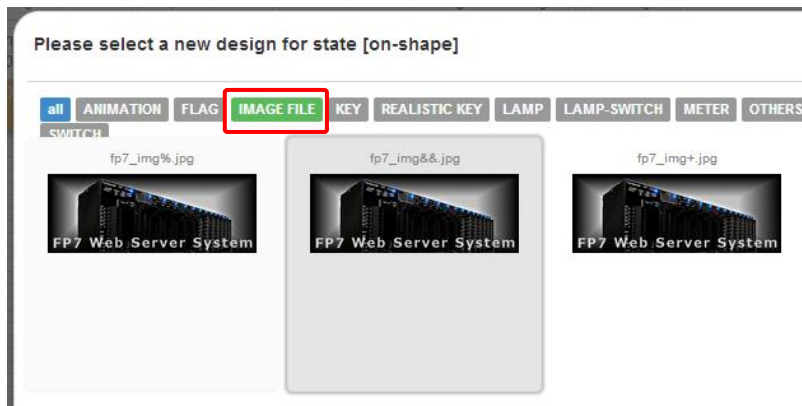 Please select a new design for state [on-shape]
all ANIMATION FLAG IMAGE FILE KEY REALISTIC KEY LAMP LAMP-SWITCH METER OTHERS
SWITCH
fp7_img%.jpg fp7_img&&.jpg fp7_img+.jpg
FP7 Web Server System FP7 Web Server System FP7 Web Server System